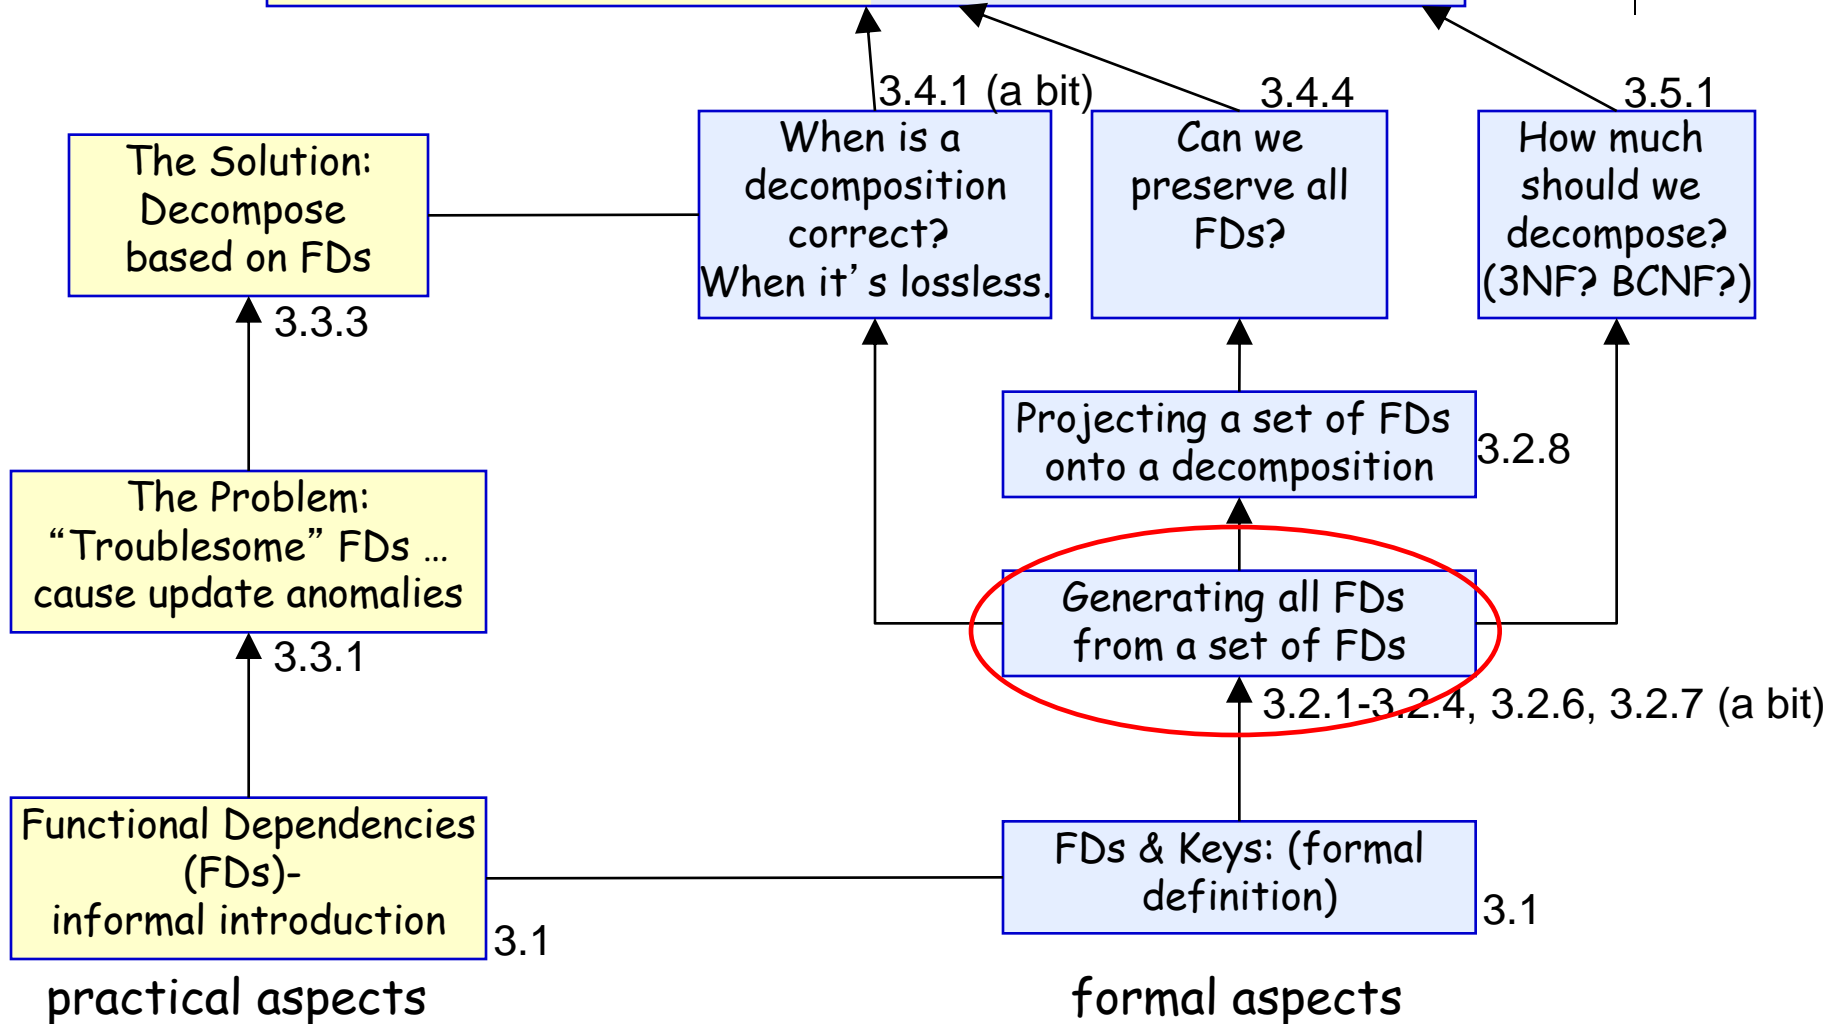 3.4.1 (a bit)
3.4.4
3.5.1
The Solution:
Decompose
based on FDs
When is a
decomposition
correct?
When it’s lossless.
Can we
preserve all
FDs?
How much
should we
decompose?
(3NF? BCNF?)
3.3.3
Projecting a set of FDs
onto a decomposition
3.2.8
The Problem:
“Troublesome” FDs …
cause update anomalies
Generating all FDs
from a set of FDs
3.3.1
3.2.1-3.2.4, 3.2.6, 3.2.7 (a bit)
Functional Dependencies
(FDs)-
informal introduction
3.1
FDs & Keys: (formal
definition)
3.1
practical aspects
formal aspects